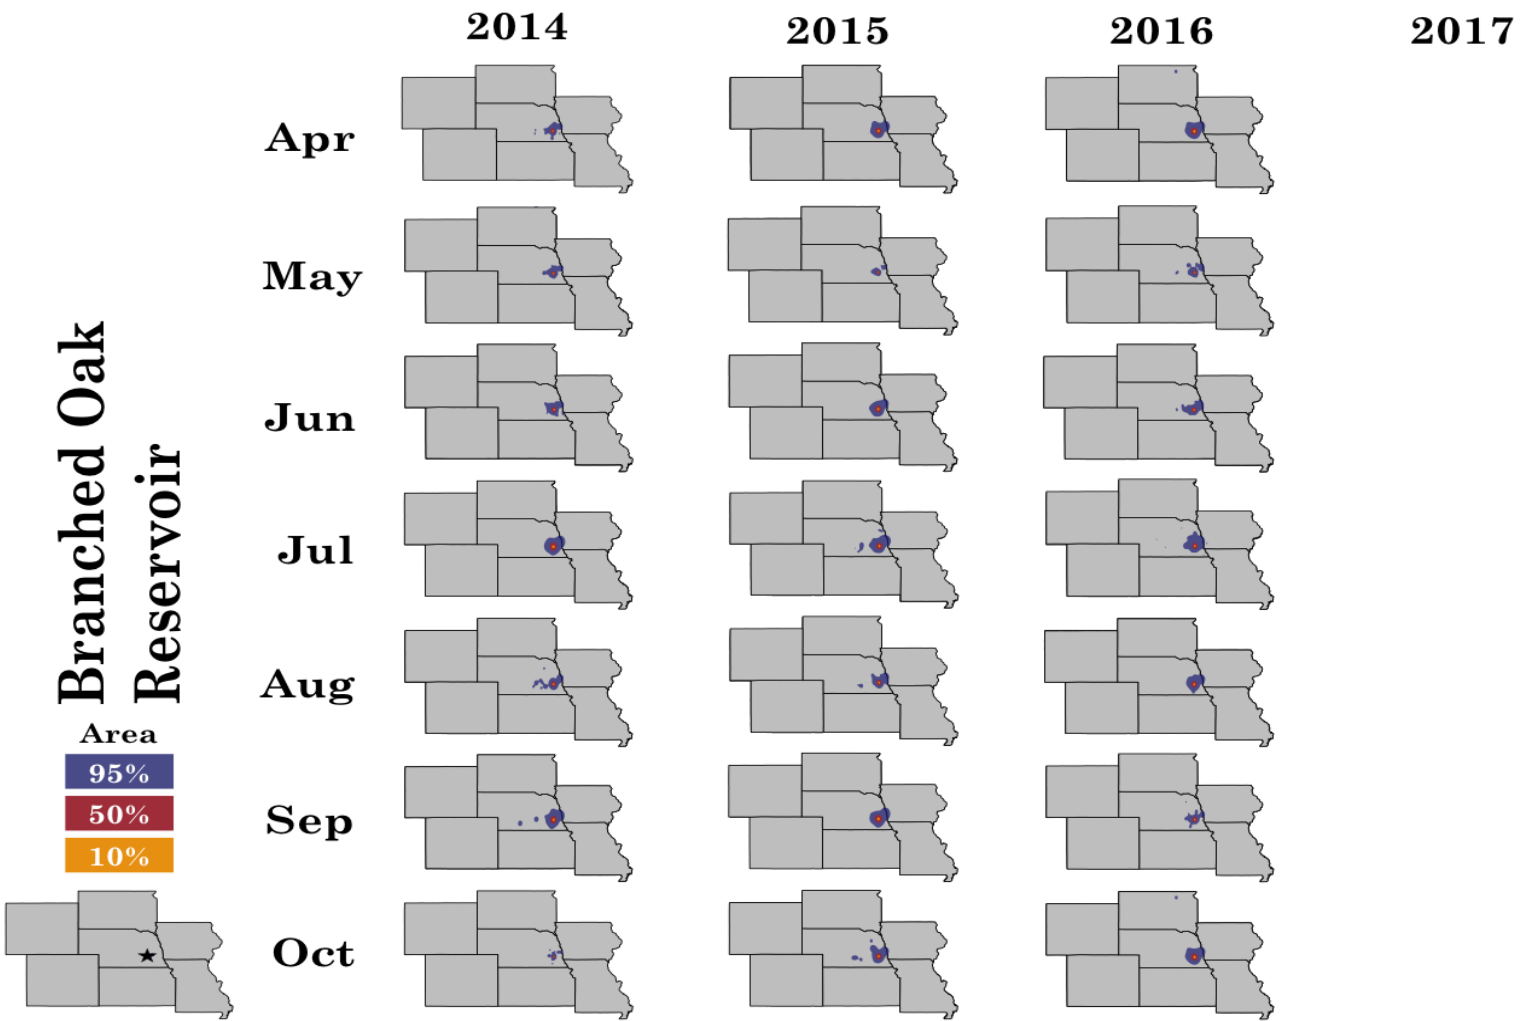 2014 2015 2016 2017
Apr
May
Jun
Jul
Aug
Sep
Oct
Branched Oak
Reservoir
Area
95%
50%
10%